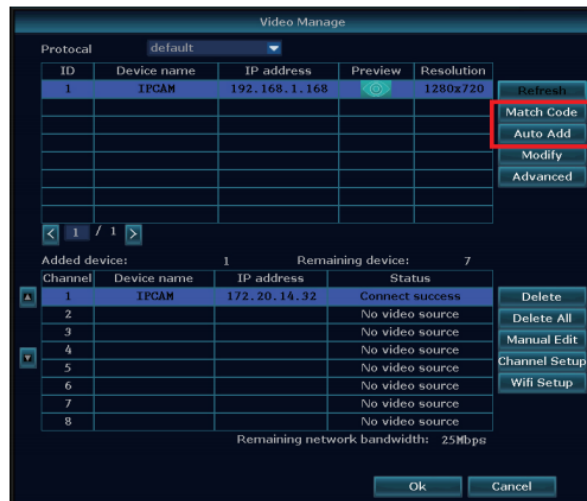 Video Manage
Protocal default
ID Device name IP address Preview Resolution
1 IPCAM 192.168.1.168 1280x720
Refresh
Match Code
Auto Add
Modify
Advanced
1 / 1
Added device: 1 Remaining device: 7
Channel Device name IP address Status
1 IPCAM 172.20.14.32 Connect success
2 No video source
3 No video source
4 No video source
5 No video source
6 No video source
7 No video source
8 No video source
Delete
Delete All
Manual Edit
Channel Setup
Wifi Setup
Remaining network bandwidth: 25Mbps
Ok Cancel